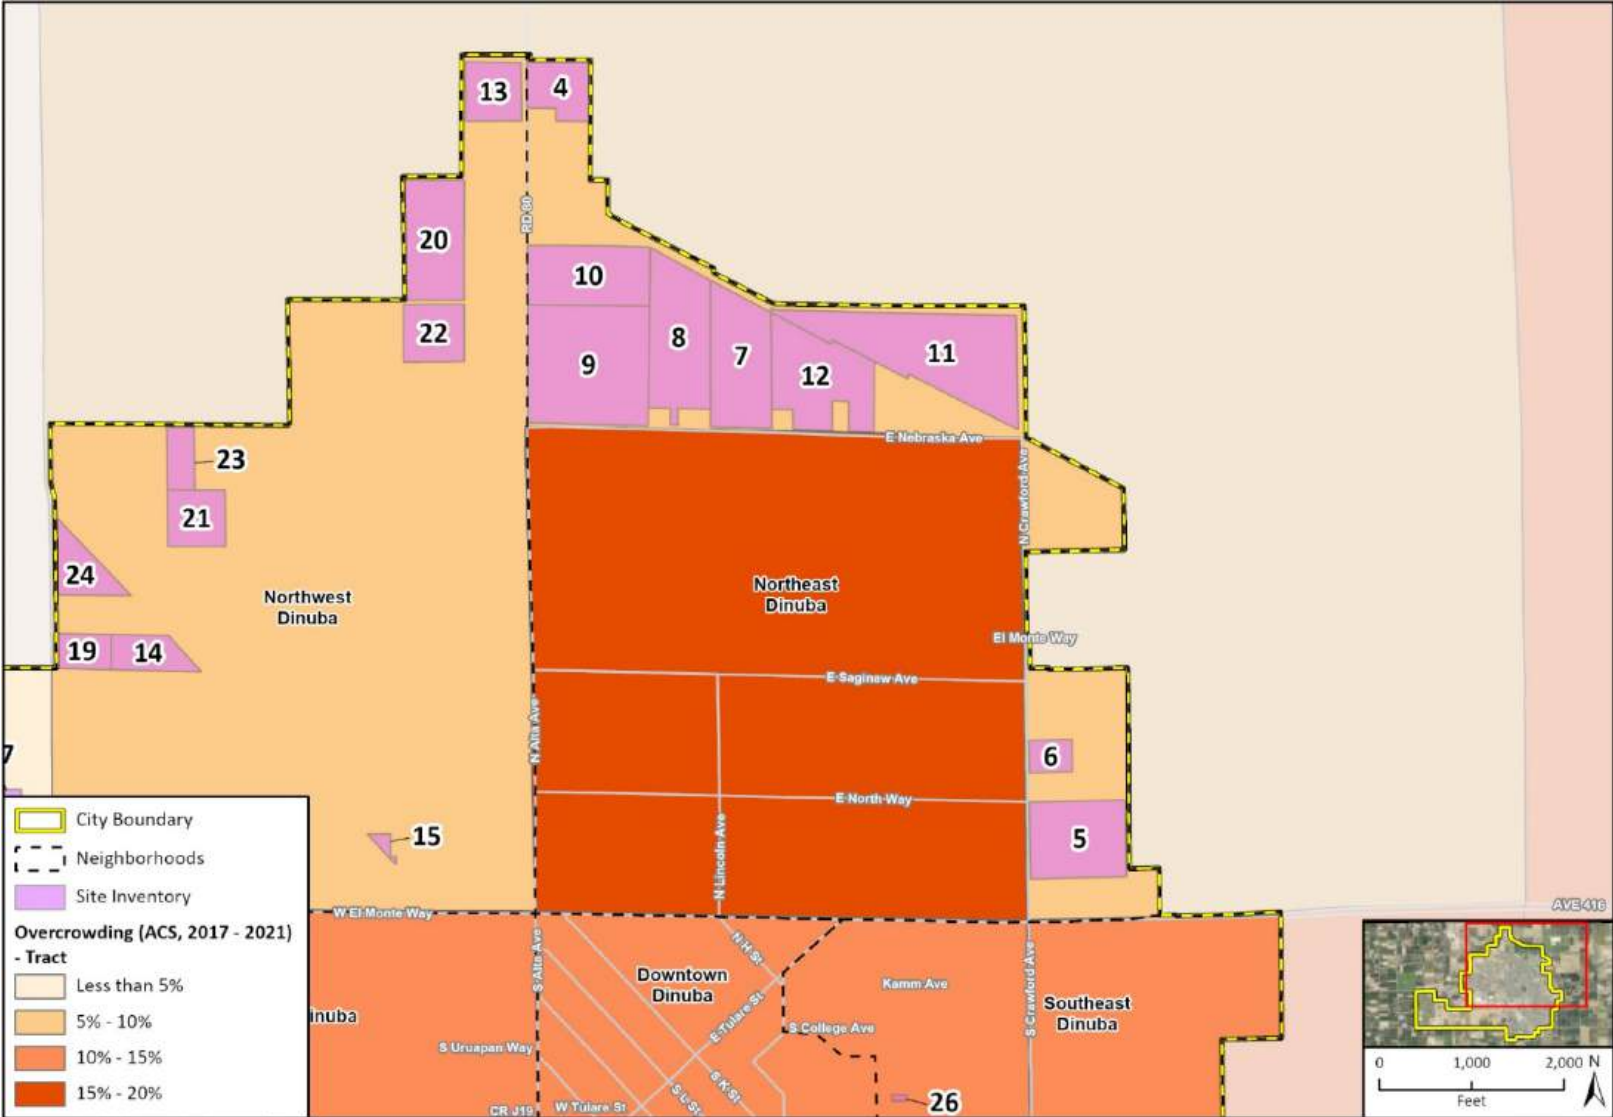 13
4
RD 80
20
10
22
9
8
7
12
11
E Nebraska Ave
N Crawford Ave
23
21
24
Northwest
Dinuba
Northeast
Dinuba
El Monte Way
19
14
E Saginaw Ave
N Alta Ave
7
6
E North Way
N Lincoln Ave
5
15
W El Monte Way
AVE 416
City Boundary
Neighborhoods
Site Inventory
Overcrowding (ACS, 2017 - 2021)
- Tract
Less than 5%
5% - 10%
10% - 15%
15% - 20%
inuba
S Alta Ave
N H St
Downtown
Dinuba
E Tulare St
Kamm Ave
S College Ave
S Crawford Ave
Southeast
Dinuba
S Uruapan Way
S K St
S L St
CR J19
W Tulare St
26
0 1,000 2,000
Feet
N